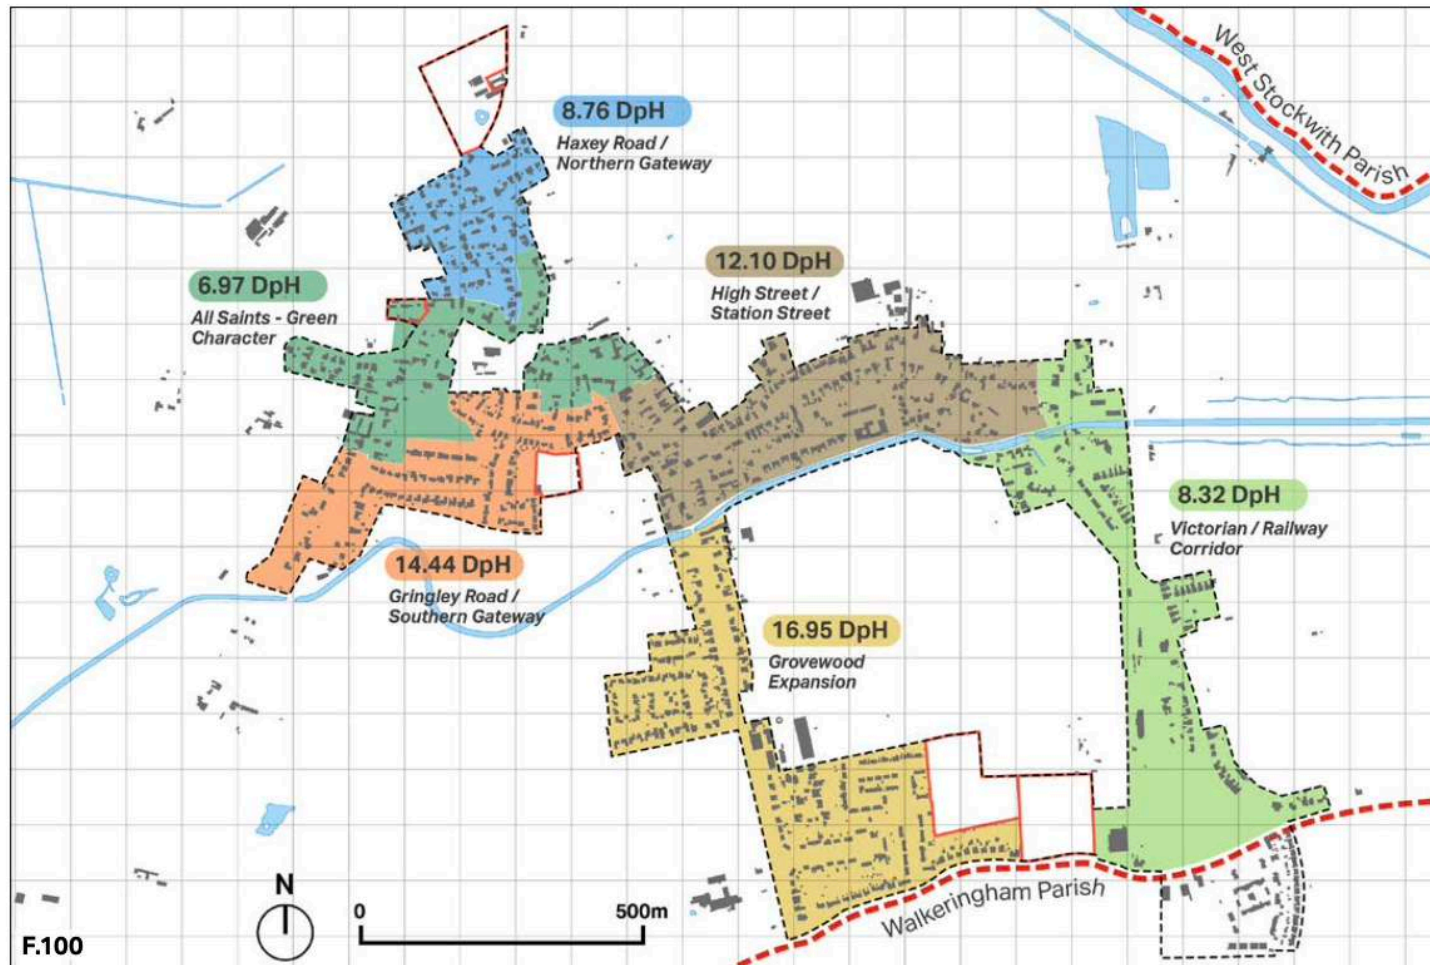 West Stockwith Parish
8.76 DpH
Haxey Road /
Northern Gateway
12.10 DpH
High Street /
Station Street
6.97 DpH
All Saints - Green
Character
8.32 DpH
Victorian / Railway
Corridor
14.44 DpH
Gringley Road /
Southern Gateway
16.95 DpH
Grovewood
Expansion
Walkeringham Parish
N
0
500m
F.100